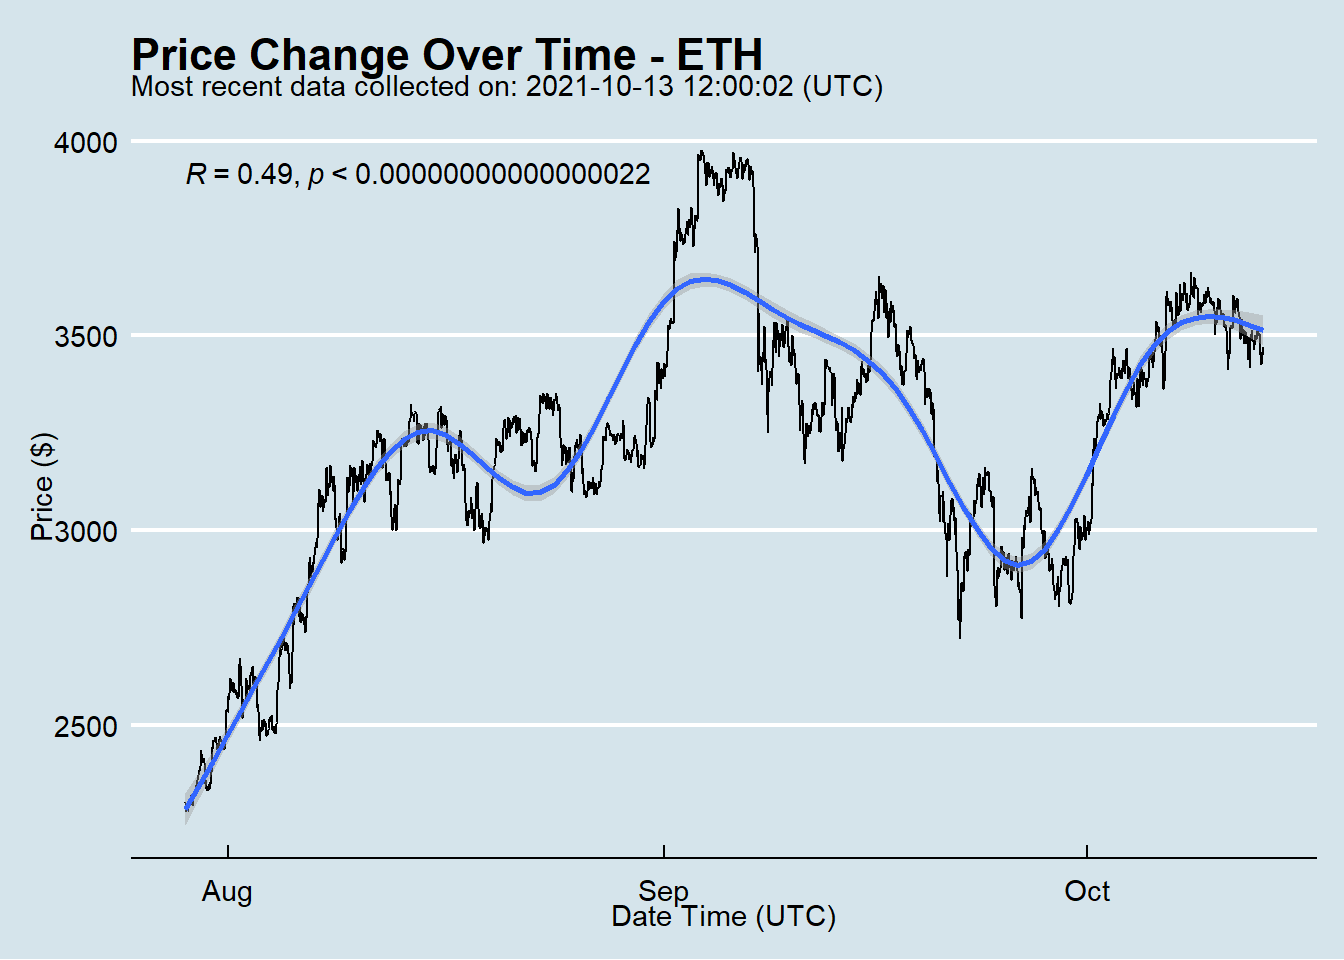 Price Change Over Time - ETH
Most recent data collected on: 2021-10-13 12:00:02 (UTC)
R = 0.49, p < 0.00000000000000022
4000
3500
3000
2500
Price ($)
Aug
Sep
Oct
Date Time (UTC)